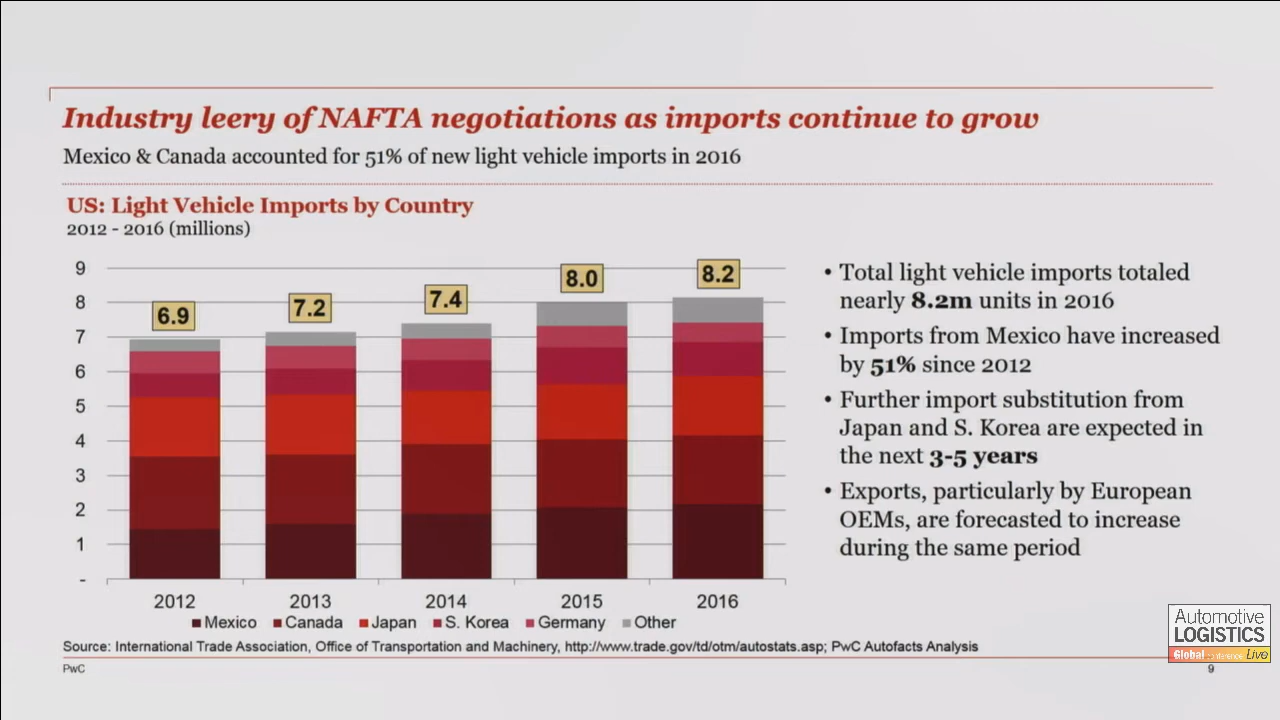 Industry leery of NAFTA negotiations as imports continue to grow
Mexico & Canada accounted for 51% of new light vehicle imports in 2016
US: Light Vehicle Imports by Country
2012 - 2016 (millions)
9
8
7
6
5
4
3
2
1
-
6.9
7.2
7.4
8.0
8.2
2012
2013
2014
2015
2016
Mexico
Canada
Japan
S. Korea
Germany
Other
• Total light vehicle imports totaled
nearly 8.2m units in 2016
• Imports from Mexico have increased
by 51% since 2012
• Further import substitution from
Japan and S. Korea are expected in
the next 3-5 years
• Exports, particularly by European
OEMs, are forecasted to increase
during the same period
Source: International Trade Association, Office of Transportation and Machinery, http://www.trade.gov/td/otm/autostats.asp; PwC Autofacts Analysis
PwC
9
Automotive
LOGISTICS
Global conference Live